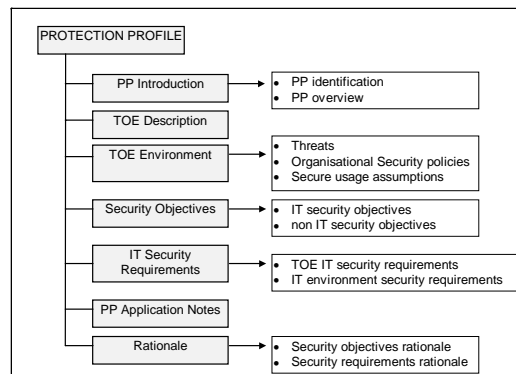 PROTECTION PROFILE
PP Introduction
• PP identification
• PP overview
TOE Description
TOE Environment
• Threats
• Organisational Security policies
• Secure usage assumptions
Security Objectives
• IT security objectives
• non IT security objectives
IT Security
Requirements
• TOE IT security requirements
• IT environment security requirements
PP Application Notes
Rationale
• Security objectives rationale
• Security requirements rationale